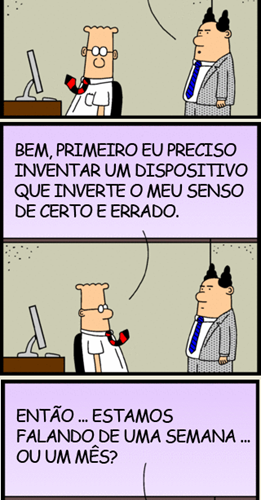 BEM, PRIMEIRO EU PRECISO
INVENTAR UM DISPOSITIVO
QUE INVERTE O MEU SENSO
DE CERTO E ERRADO.
ENTÃO ... ESTAMOS
FALANDO DE UMA SEMANA ...
OU UM MÊS?